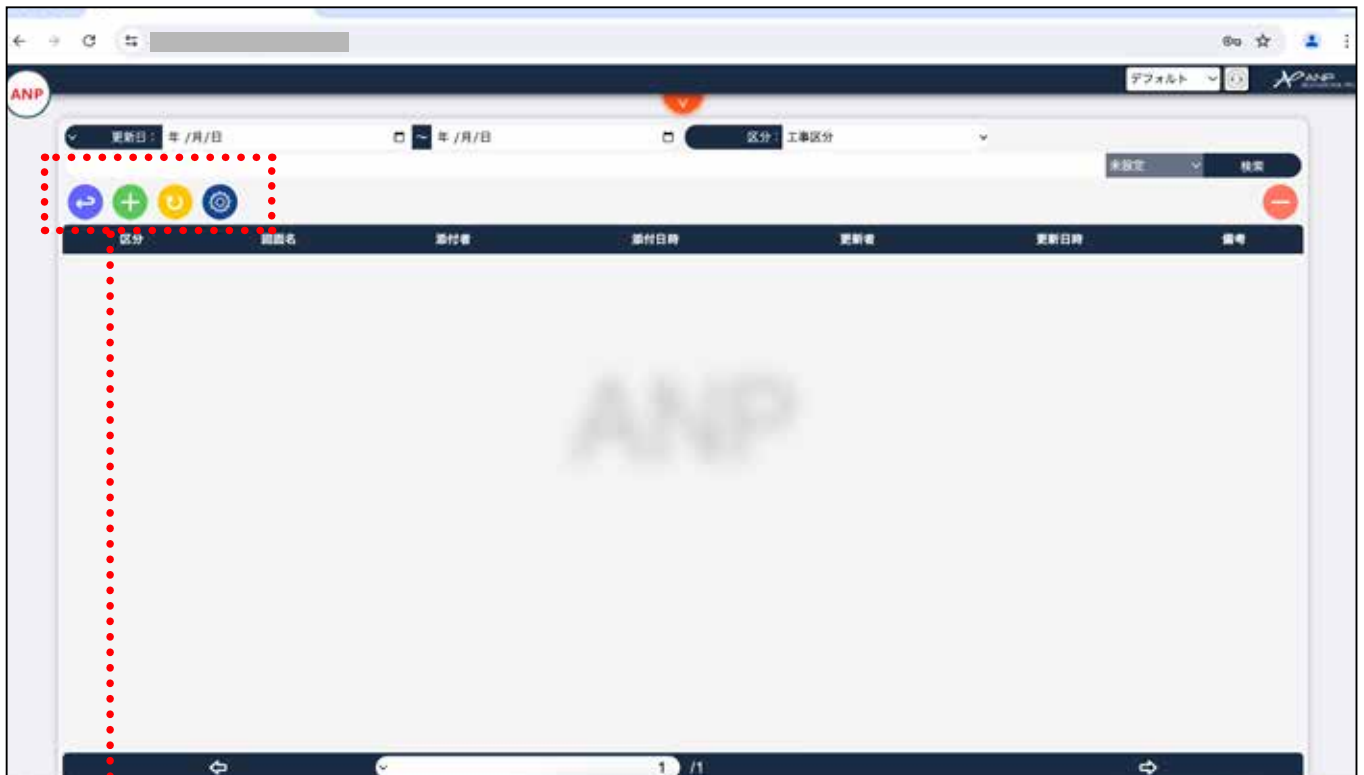 デフォルト ANP
ANP
更新日： 年 /月/日 ～ 年 /月/日 区分： 工事区分
未設定 検索
区分 図面名 添付者 添付日時 更新者 更新日時 備考
ANP
1 /1